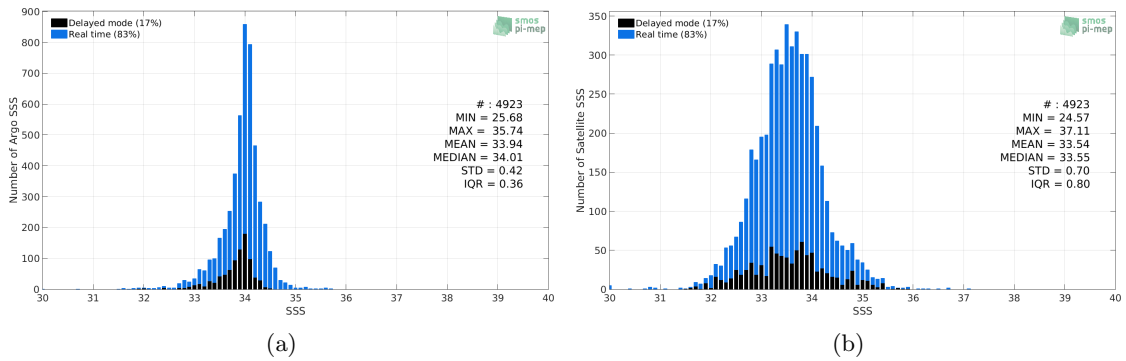 Delayed mode (17%)
Real time (83%)
smos
pi-mep
Number of Argo SSS
900
800
700
600
500
400
300
200
100
0
# : 4923
MIN = 25.68
MAX = 35.74
MEAN = 33.94
MEDIAN = 34.01
STD = 0.42
IQR = 0.36
30 31 32 33 34 35 36 37 38 39 40
SSS
(a)
Delayed mode (17%)
Real time (83%)
smos
pi-mep
Number of Satellite SSS
350
300
250
200
150
100
50
0
# : 4923
MIN = 24.57
MAX = 37.11
MEAN = 33.54
MEDIAN = 33.55
STD = 0.70
IQR = 0.80
30 31 32 33 34 35 36 37 38 39 40
SSS
(b)